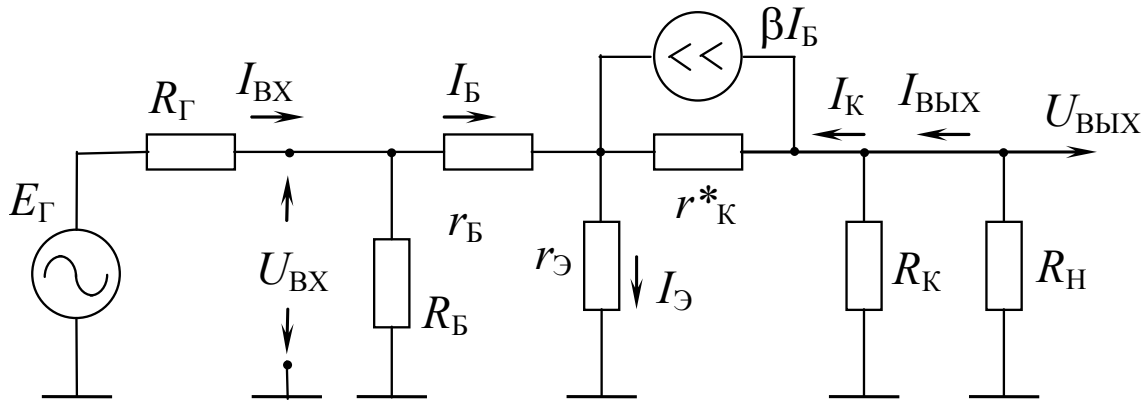 βI_Б
R_Г
I_ВХ
I_Б
I_К
I_ВЫХ
U_ВЫХ
E_Г
U_ВХ
R_Б
r_Б
r_Э
I_Э
r*_К
R_К
R_Н